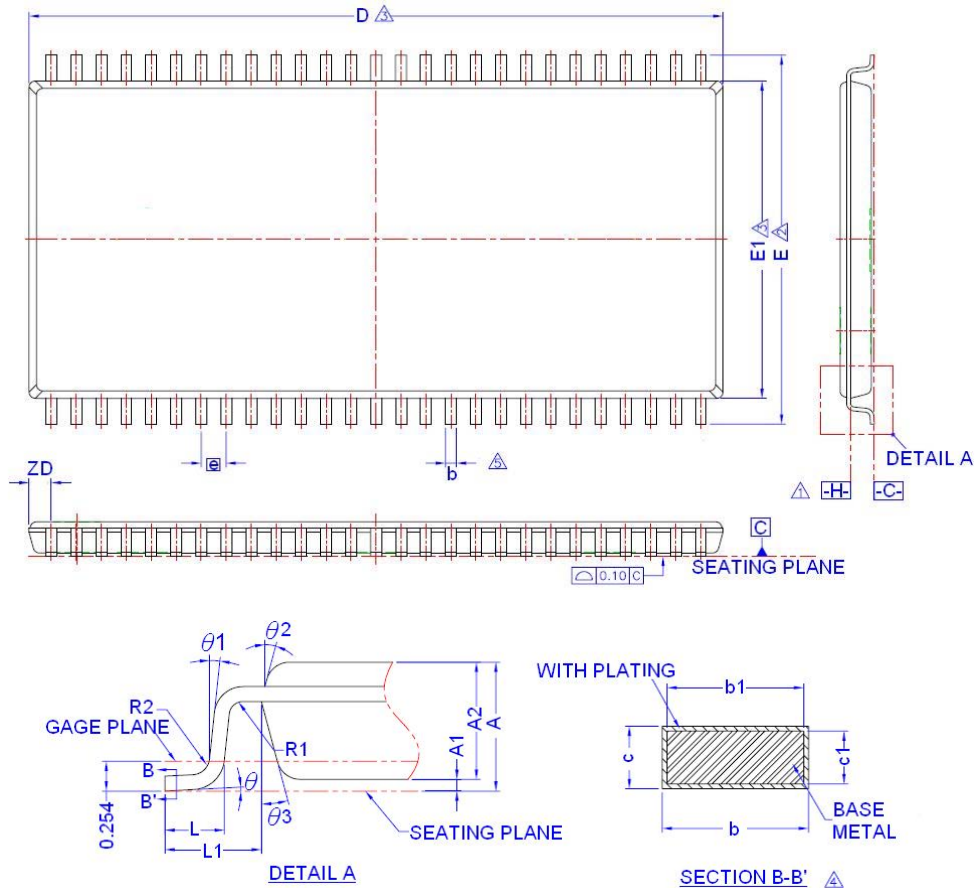 D 3
E1 3
E 2
e
b
5
DETAIL A
1 -H- -C-
ZD
C
0.10 C
SEATING PLANE
θ1
θ2
R2
GAGE PLANE
R1
A2
A
A1
B
B'
θ
0.254
L
L1
θ3
SEATING PLANE
DETAIL A
WITH PLATING
b1
c
c1
BASE
METAL
b
SECTION B-B' 4